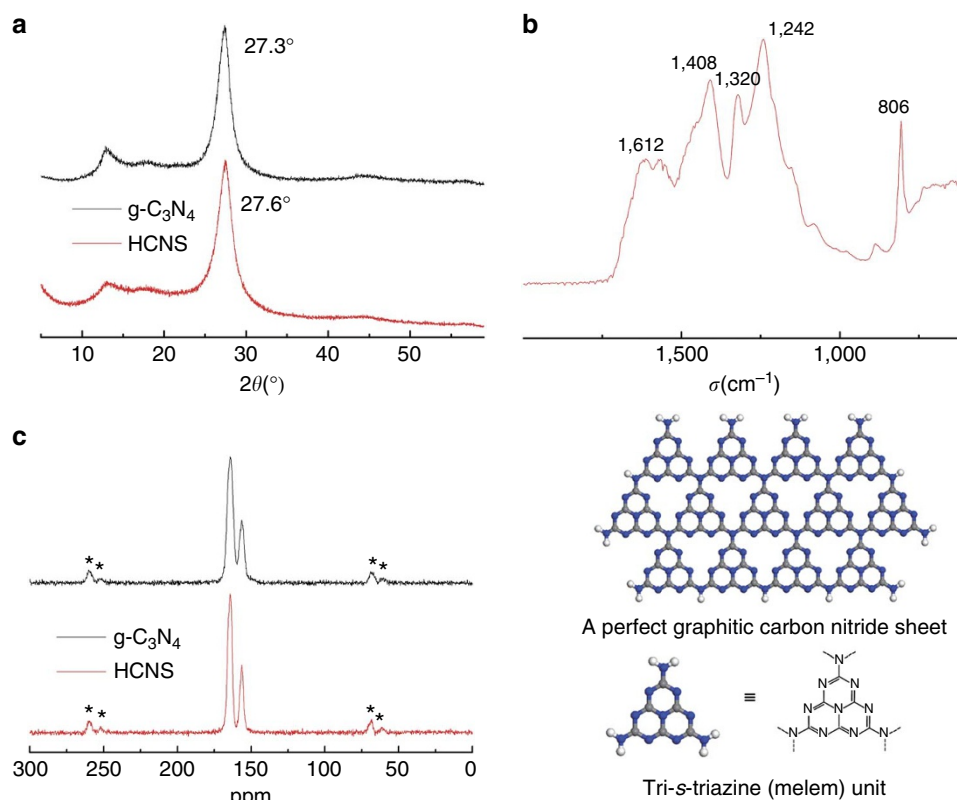 a
27.3°
g-C₃N₄
27.6°
HCNS
10 20 30 40 50
2θ(°)
b
1,242
1,408
1,320
806
1,612
1,500 1,000
σ(cm⁻¹)
c
* * * *
g-C₃N₄
HCNS
* * * *
300 250 200 150 100 50 0
ppm
A perfect graphitic carbon nitride sheet
≡
N
N N
N N N
N N N N N
Tri-s-triazine (melem) unit